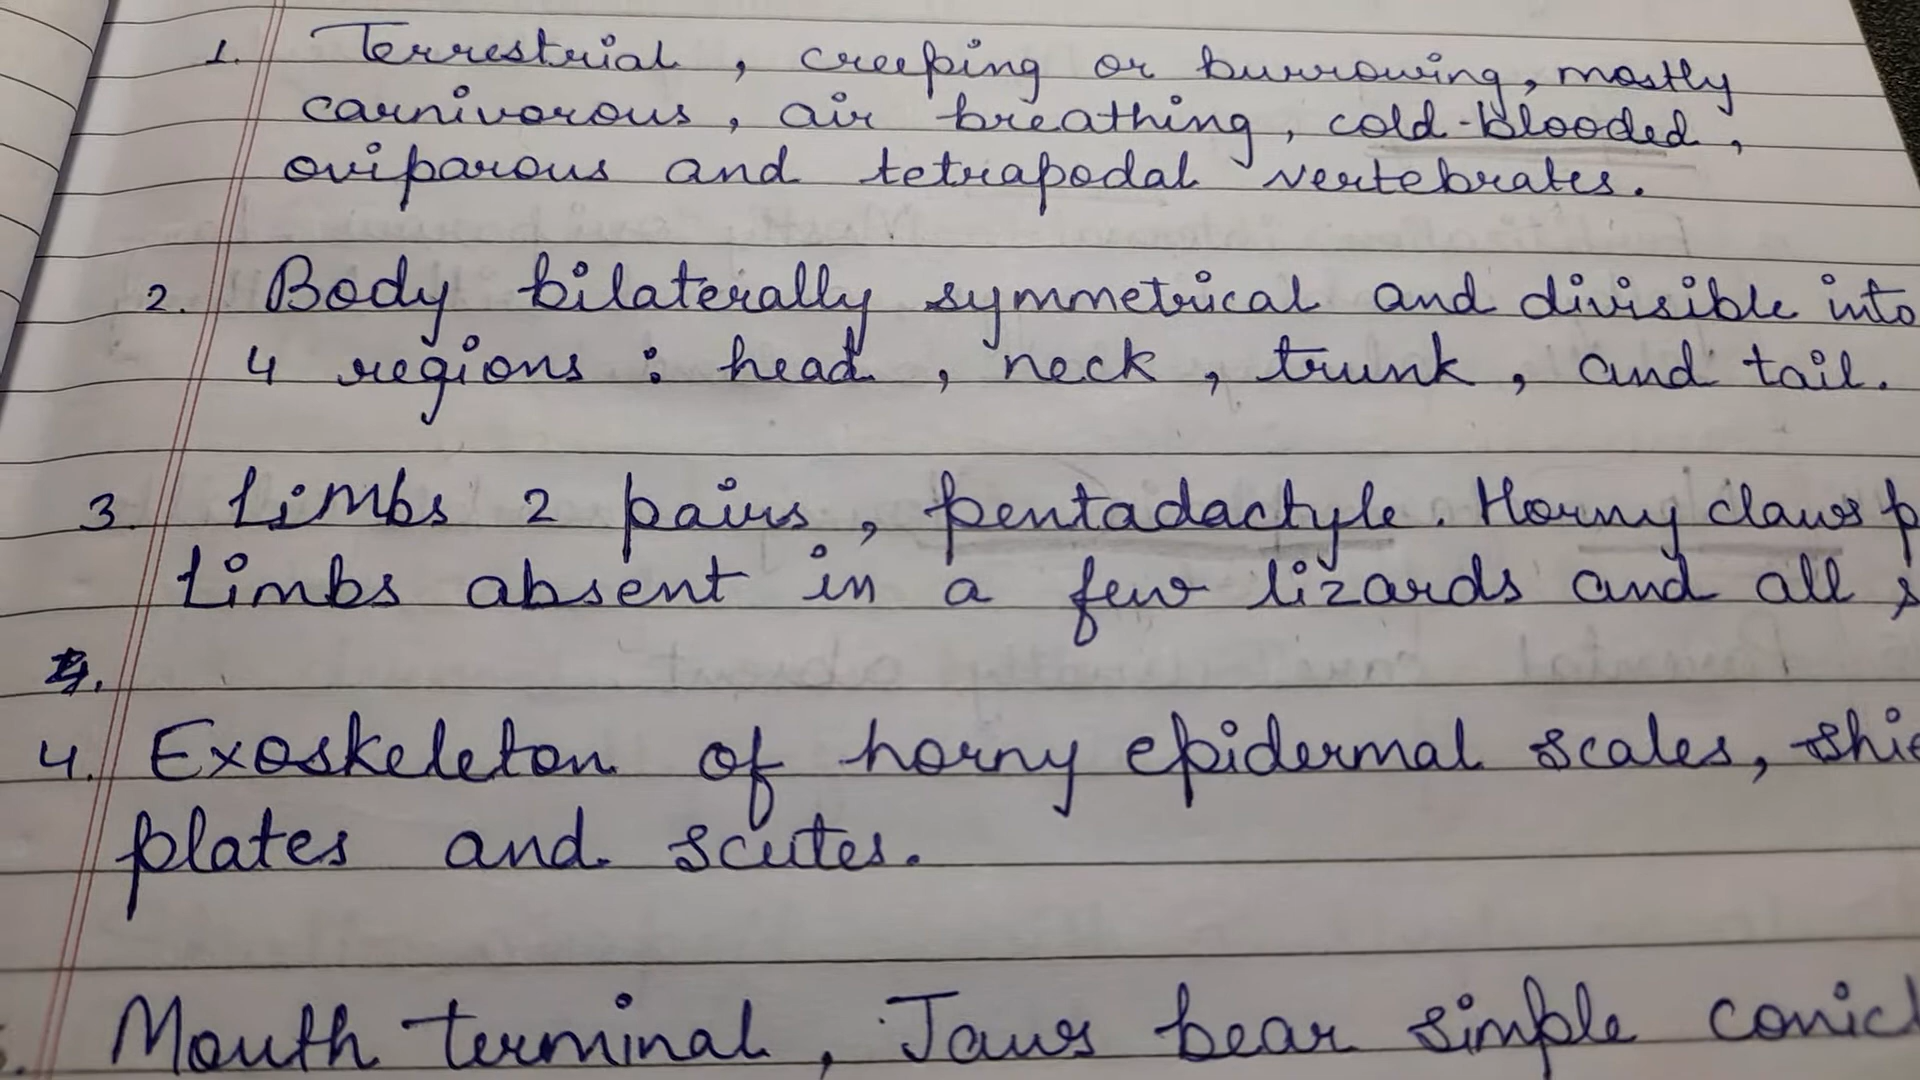 1. Terrestrial, creeping or burrowing, mostly
carnivorous, air breathing, cold-blooded,
oviparous and tetrapodal vertebrates.
2. Body bilaterally symmetrical and divisible into
4 regions : head, neck, trunk, and tail.
3. Limbs 2 pairs, pentadactyle. Horny claws
Limbs absent in a few lizards and all
4. Exoskeleton of horny epidermal scales,
plates and scutes.
Mouth terminal, Jaws bear simple